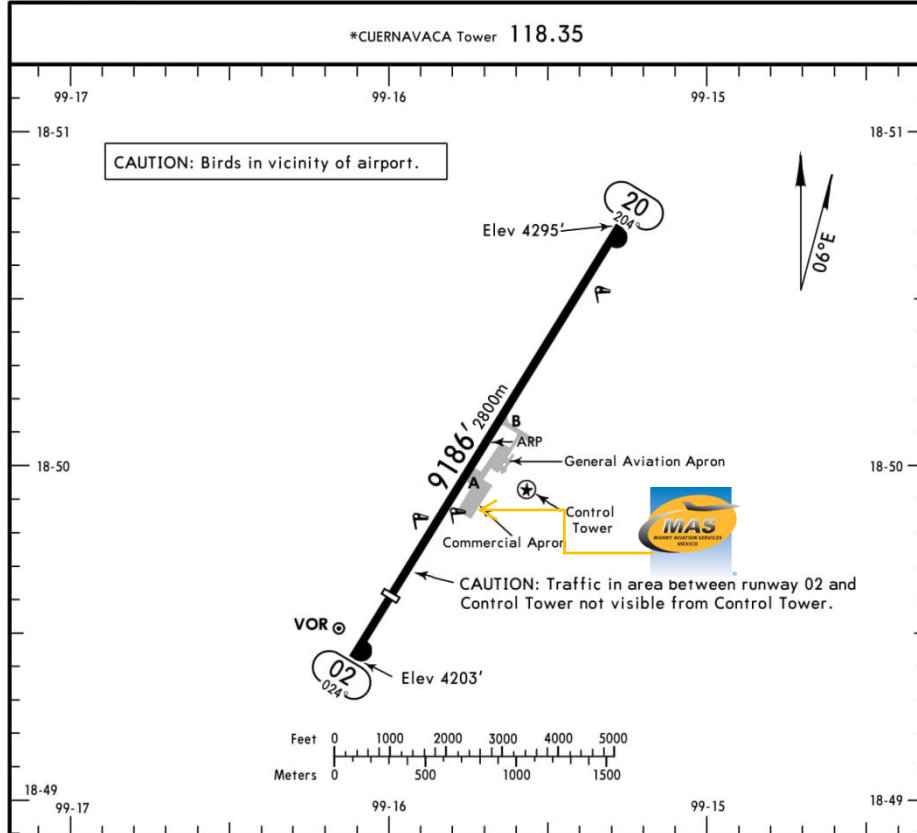 *CUERNAVACA Tower 118.35
99-17
99-16
99-15
18-51
18-51
CAUTION: Birds in vicinity of airport.
20
204°
Elev 4295'
06°E
9186' 2800m
B
ARP
18-50
General Aviation Apron
18-50
A
Control
Tower
Commercial Apron
MAS
MANNY AVIATION SERVICES
MEXICO
CAUTION: Traffic in area between runway 02 and
Control Tower not visible from Control Tower.
VOR
02
024°
Elev 4203'
Feet 0 1000 2000 3000 4000 5000
Meters 0 500 1000 1500
18-49
18-49
99-17
99-16
99-15